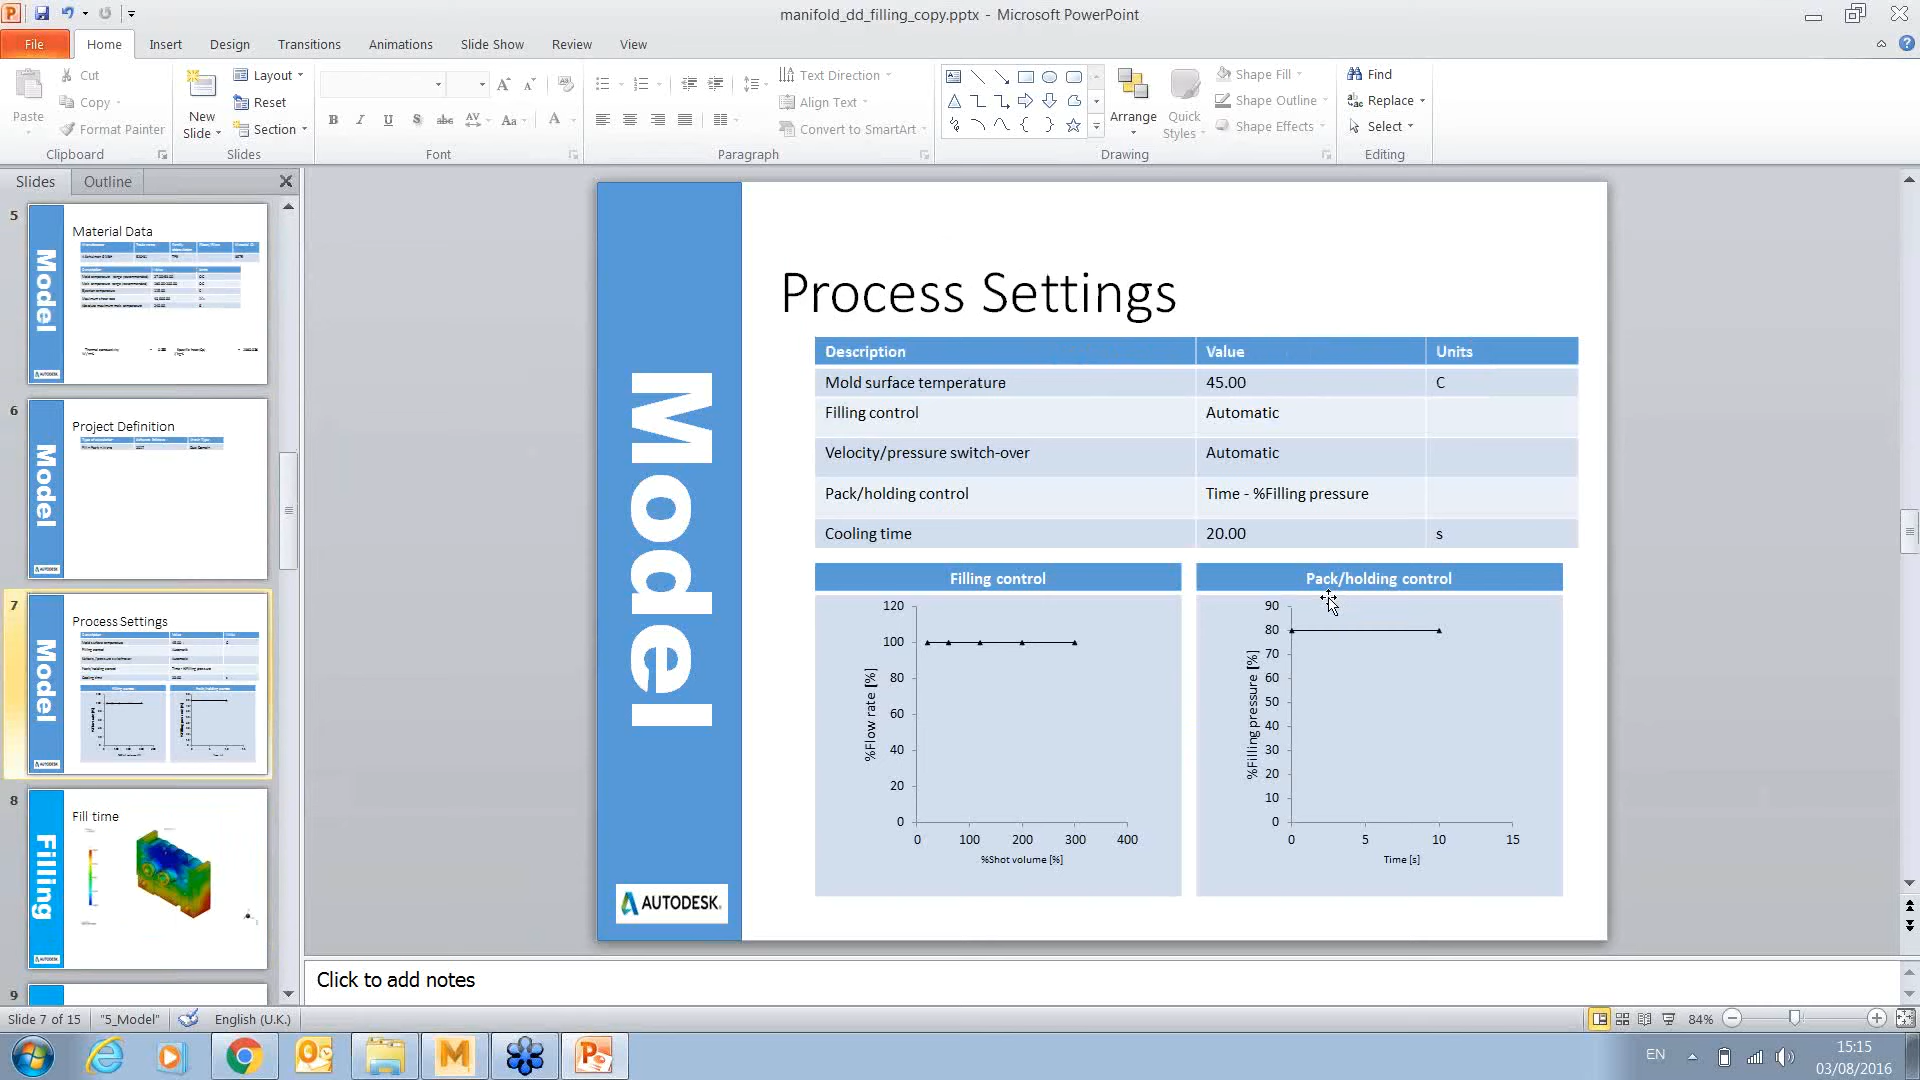 manifold_dd_filling_copy.pptx - Microsoft PowerPoint
File Home Insert Design Transitions Animations Slide Show Review View
Paste
Cut
Copy
Format Painter
Clipboard
New Slide
Layout
Reset
Section
Slides
Font
Text Direction
Align Text
Convert to SmartArt
Paragraph
Arrange
Quick Styles
Shape Fill
Shape Outline
Shape Effects
Drawing
Find
Replace
Select
Editing
Slides Outline
5
Material Data
Model
AUTODESK
6
Project Definition
Model
AUTODESK
7
Process Settings
Model
AUTODESK
8
Fill time
Filling
AUTODESK
9
Model
AUTODESK.
Process Settings
Description Value Units
Mold surface temperature 45.00 C
Filling control Automatic
Velocity/pressure switch-over Automatic
Pack/holding control Time - %Filling pressure
Cooling time 20.00 s
Filling control
120
100
80
60
40
20
0
%Flow rate [%]
0 100 200 300 400
%Shot volume [%]
Pack/holding control
90
80
70
60
50
40
30
20
10
0
%Filling pressure [%]
0 5 10 15
Time [s]
Click to add notes
Slide 7 of 15 "5_Model" English (U.K.) 84%
EN
15:15
03/08/2016